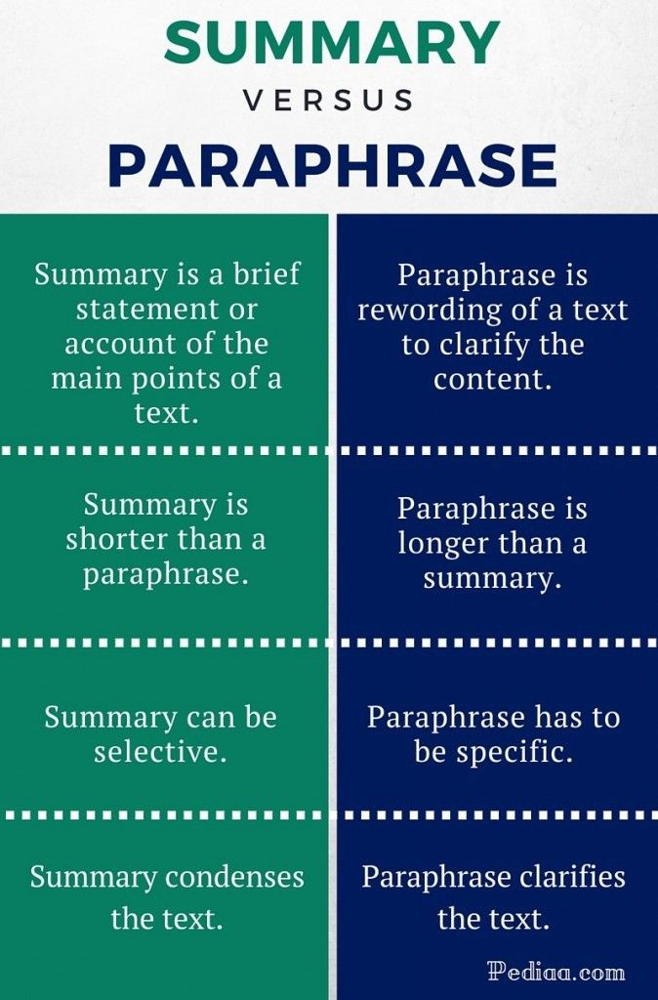 SUMMARY
VERSUS
PARAPHRASE
Summary is a brief
statement or
account of the
main points of a
text.
Paraphrase is
rewording of a text
to clarify the
content.
Summary is
shorter than a
paraphrase.
Paraphrase is
longer than a
summary.
Summary can be
selective.
Paraphrase has to
be specific.
Summary condenses
the text.
Paraphrase clarifies
the text.
Pediaa.com